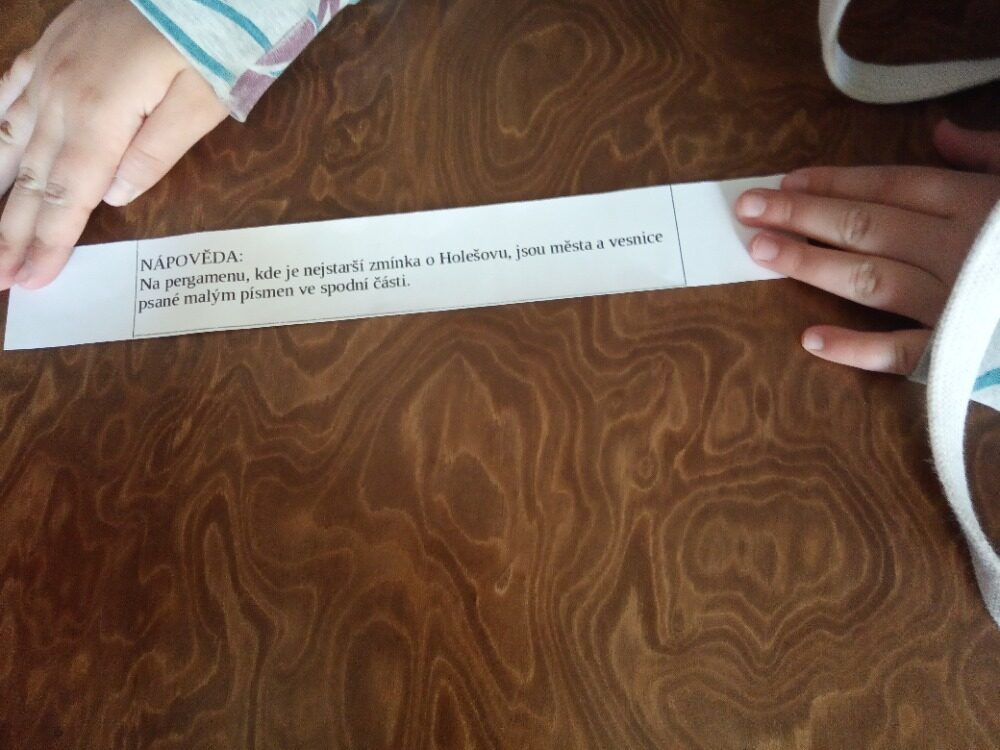 NÁPOVĚDA:
Na pergamenu, kde je nejstarší zmínka o Holešovu, jsou města a vesnice
psané malým písmen ve spodní části.